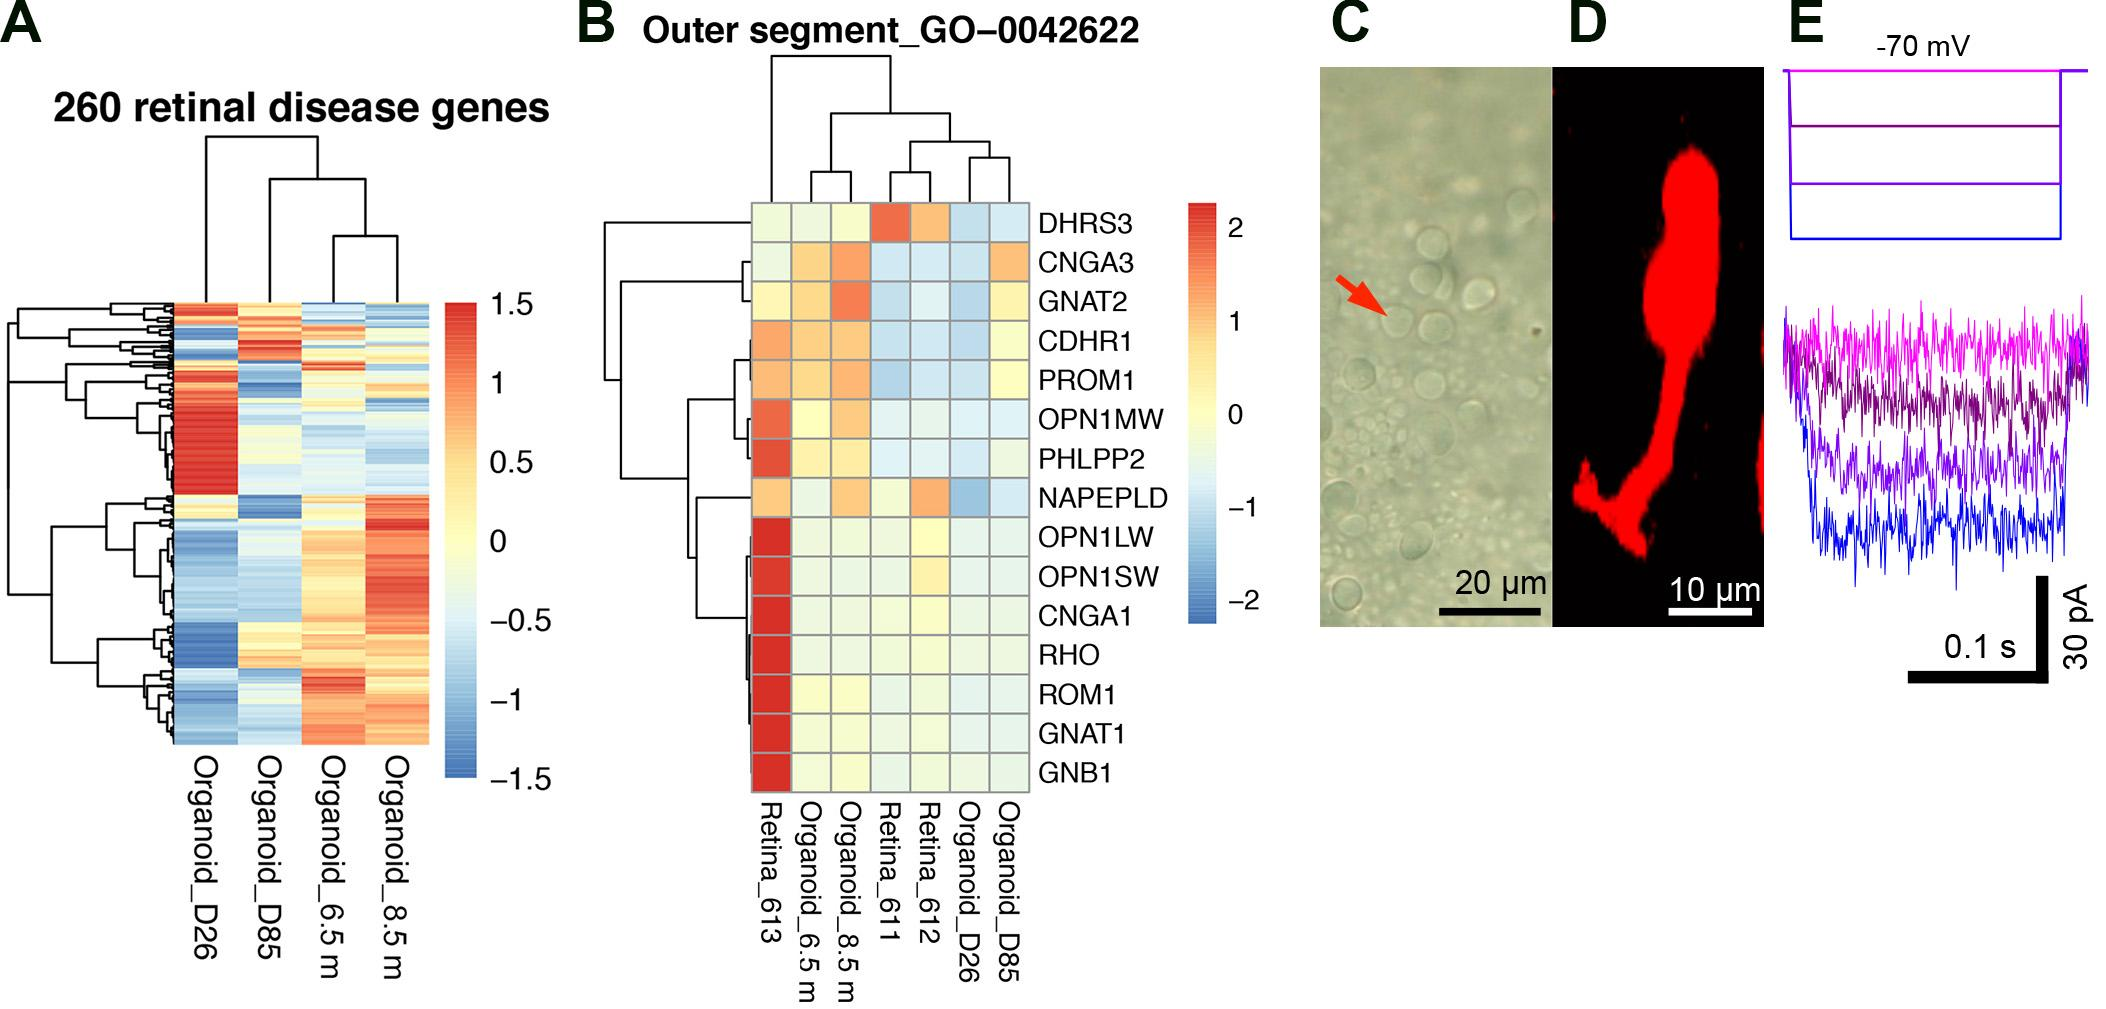 A
260 retinal disease genes
1.5
1
0.5
0
−0.5
−1
−1.5
Organoid_D26
Organoid_D85
Organoid_6.5 m
Organoid_8.5 m
B
Outer segment_GO−0042622
DHRS3
CNGA3
GNAT2
CDHR1
PROM1
OPN1MW
PHLPP2
NAPEPLD
OPN1LW
OPN1SW
CNGA1
RHO
ROM1
GNAT1
GNB1
2
1
0
−1
−2
Retina_613
Organoid_6.5 m
Organoid_8.5 m
Retina_611
Retina_612
Organoid_D26
Organoid_D85
C
20 µm
D
10 µm
E
-70 mV
0.1 s
30 pA